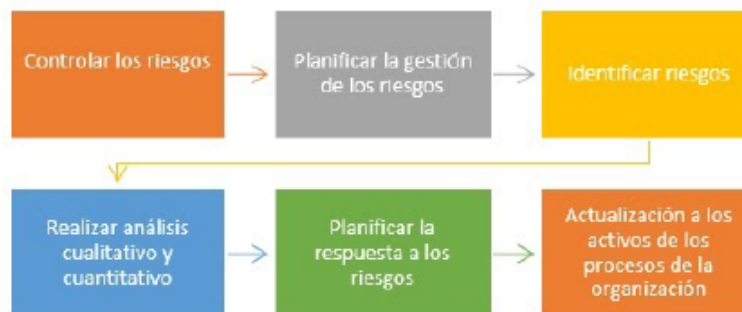 Controlar los riesgos
Planificar la gestión
de los riesgos
Identificar riesgos
Realizar análisis
cualitativo y
cuantitativo
Planificar la
respuesta a los
riesgos
Actualización a los
activos de los
procesos de la
organización